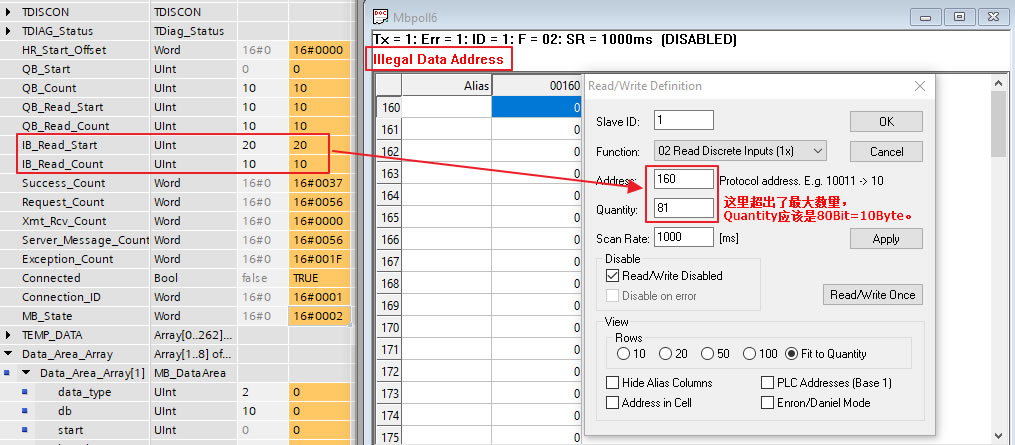 TDISCON TDISCON
TDIAG_Status TDiag_Status
HR_Start_Offset Word 16#0 16#0000
QB_Start UInt 0 0
QB_Count UInt 10 10
QB_Read_Start UInt 10 10
QB_Read_Count UInt 10 10
IB_Read_Start UInt 20 20
IB_Read_Count UInt 10 10
Success_Count Word 16#0 16#0037
Request_Count Word 16#0 16#0056
Xmt_Rcv_Count Word 16#0 16#0000
Server_Message_Count Word 16#0 16#0056
Exception_Count Word 16#0 16#001F
Connected Bool false TRUE
Connection_ID Word 16#0 16#0001
MB_State Word 16#0 16#0002
TEMP_DATA Array[0..262]...
Data_Area_Array Array[1..8] of...
Data_Area_Array[1] MB_DataArea
data_type UInt 2 0
db UInt 10 0
start UInt 0 0
Mbpoll6
Tx = 1: Err = 1: ID = 1: F = 02: SR = 1000ms (DISABLED)
Illegal Data Address
Alias 00160
160 0
161 0
162 0
163 0
164 0
165 0
166 0
167 0
168 0
169 0
170 0
171 0
172 0
173 0
174 0
175 0
Read/Write Definition
Slave ID: 1 OK
Function: 02 Read Discrete Inputs (1x) Cancel
Address: 160 Protocol address. E.g. 10011 -> 10
Quantity: 81
这里超出了最大数量，
Quantity应该是80Bit=10Byte。
Scan Rate: 1000 [ms] Apply
Disable
Read/Write Disabled
Disable on error
Read/Write Once
View
Rows
10 20 50 100 Fit to Quantity
Hide Alias Columns PLC Addresses (Base 1)
Address in Cell Enron/Daniel Mode